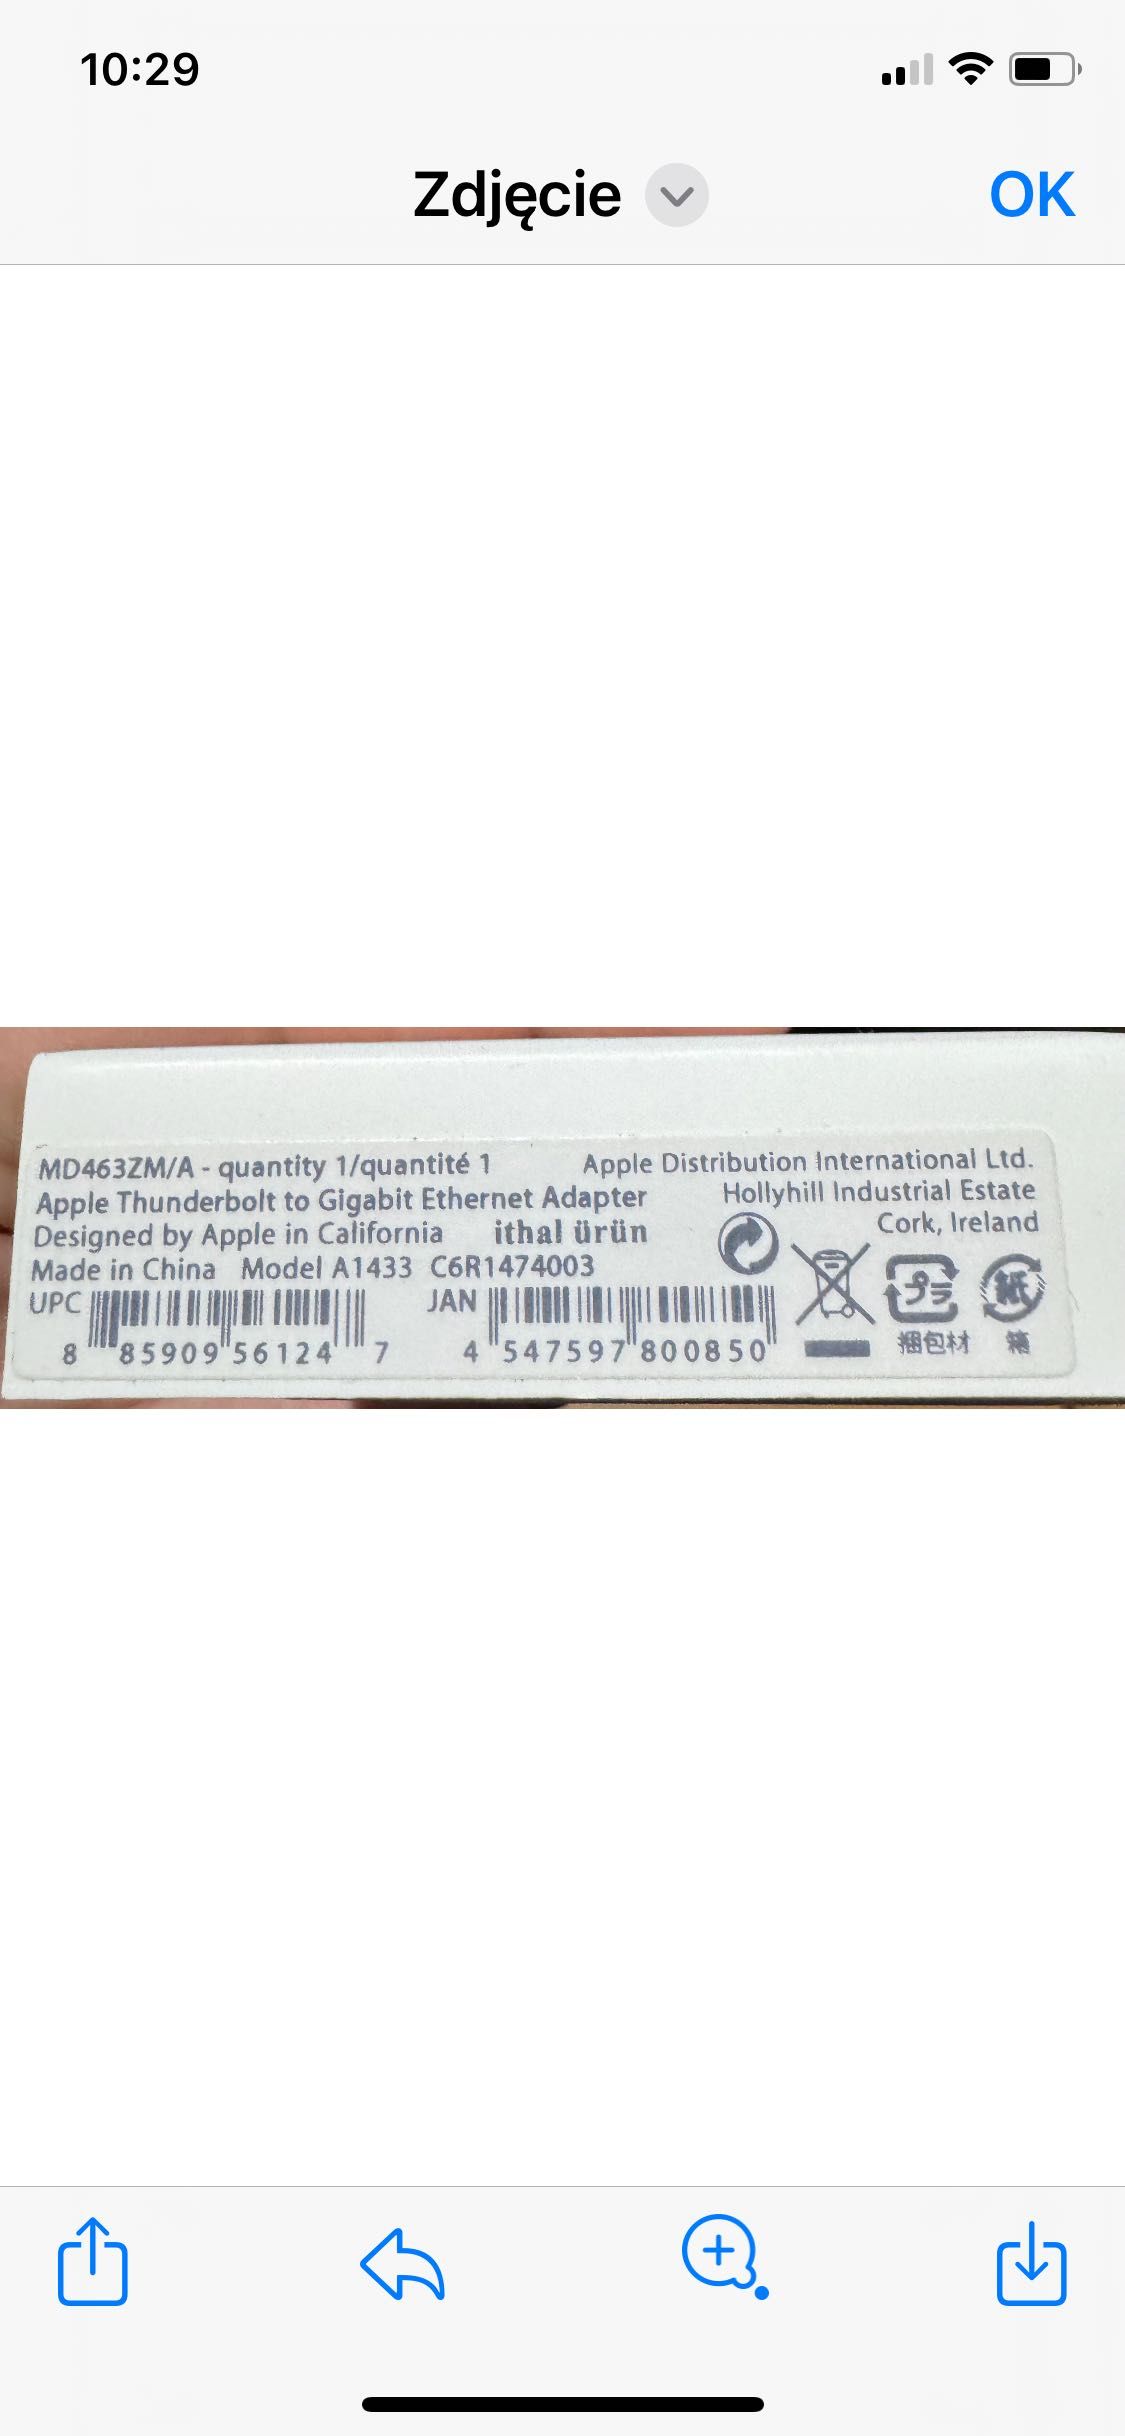 10:29
Zdjęcie
OK
MD463ZM/A - quantity 1/quantité 1
Apple Thunderbolt to Gigabit Ethernet Adapter
Designed by Apple in California ithal ürün
Made in China Model A1433 C6R1474003
Apple Distribution International Ltd.
Hollyhill Industrial Estate
Cork, Ireland
UPC
8 85909 56124 7
JAN
4 547597 800850
プラ
紙
梱包材
箱